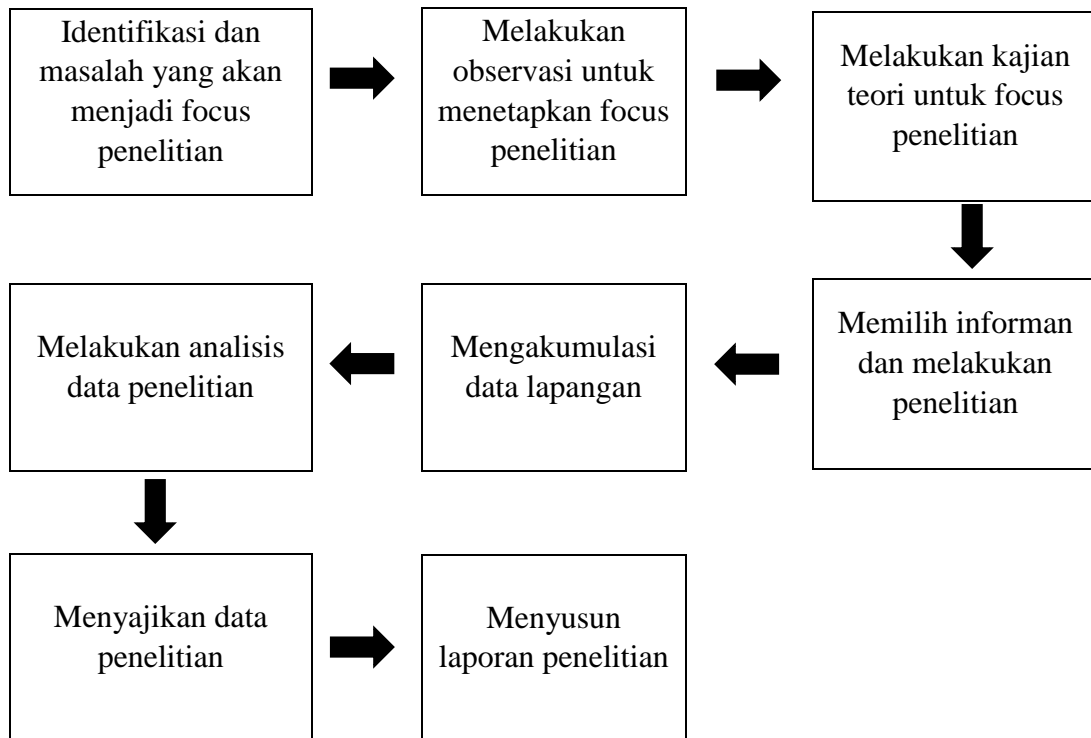 Identifikasi dan
masalah yang akan
menjadi focus
penelitian
Melakukan
observasi untuk
menetapkan focus
penelitian
Melakukan kajian
teori untuk focus
penelitian
Memilih informan
dan melakukan
penelitian
Mengakumulasi
data lapangan
Melakukan analisis
data penelitian
Menyajikan data
penelitian
Menyusun
laporan penelitian